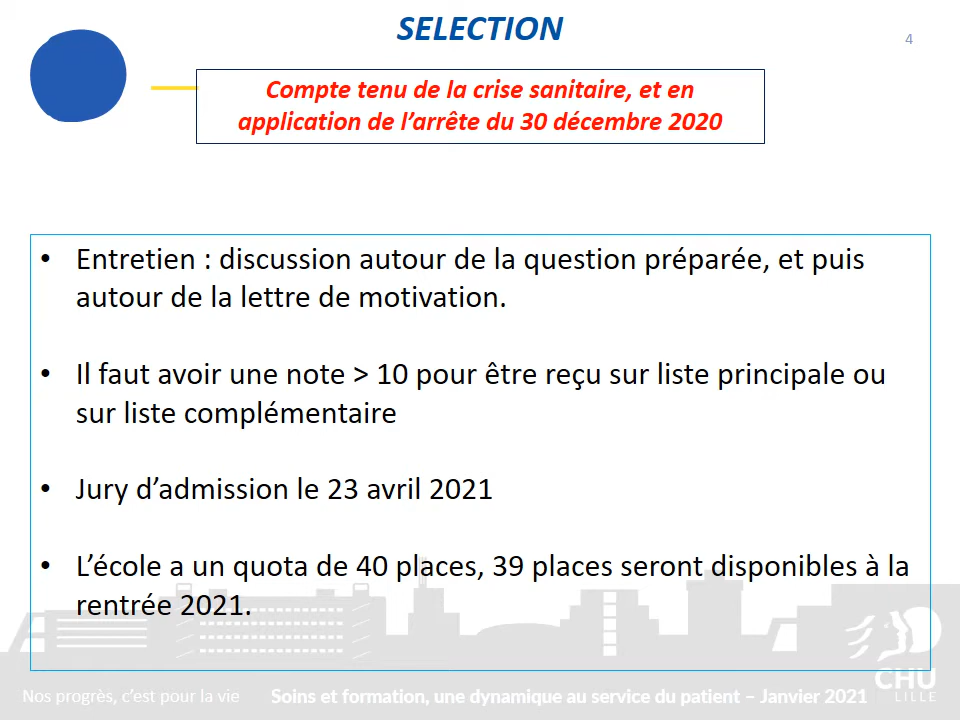 SELECTION
4
Compte tenu de la crise sanitaire, et en
application de l’arrête du 30 décembre 2020
• Entretien : discussion autour de la question préparée, et puis
autour de la lettre de motivation.
• Il faut avoir une note > 10 pour être reçu sur liste principale ou
sur liste complémentaire
• Jury d’admission le 23 avril 2021
• L’école a un quota de 40 places, 39 places seront disponibles à la
rentrée 2021.
Nos progrès, c’est pour la vie
Soins et formation, une dynamique au service du patient – Janvier 2021
CHU
LILLE